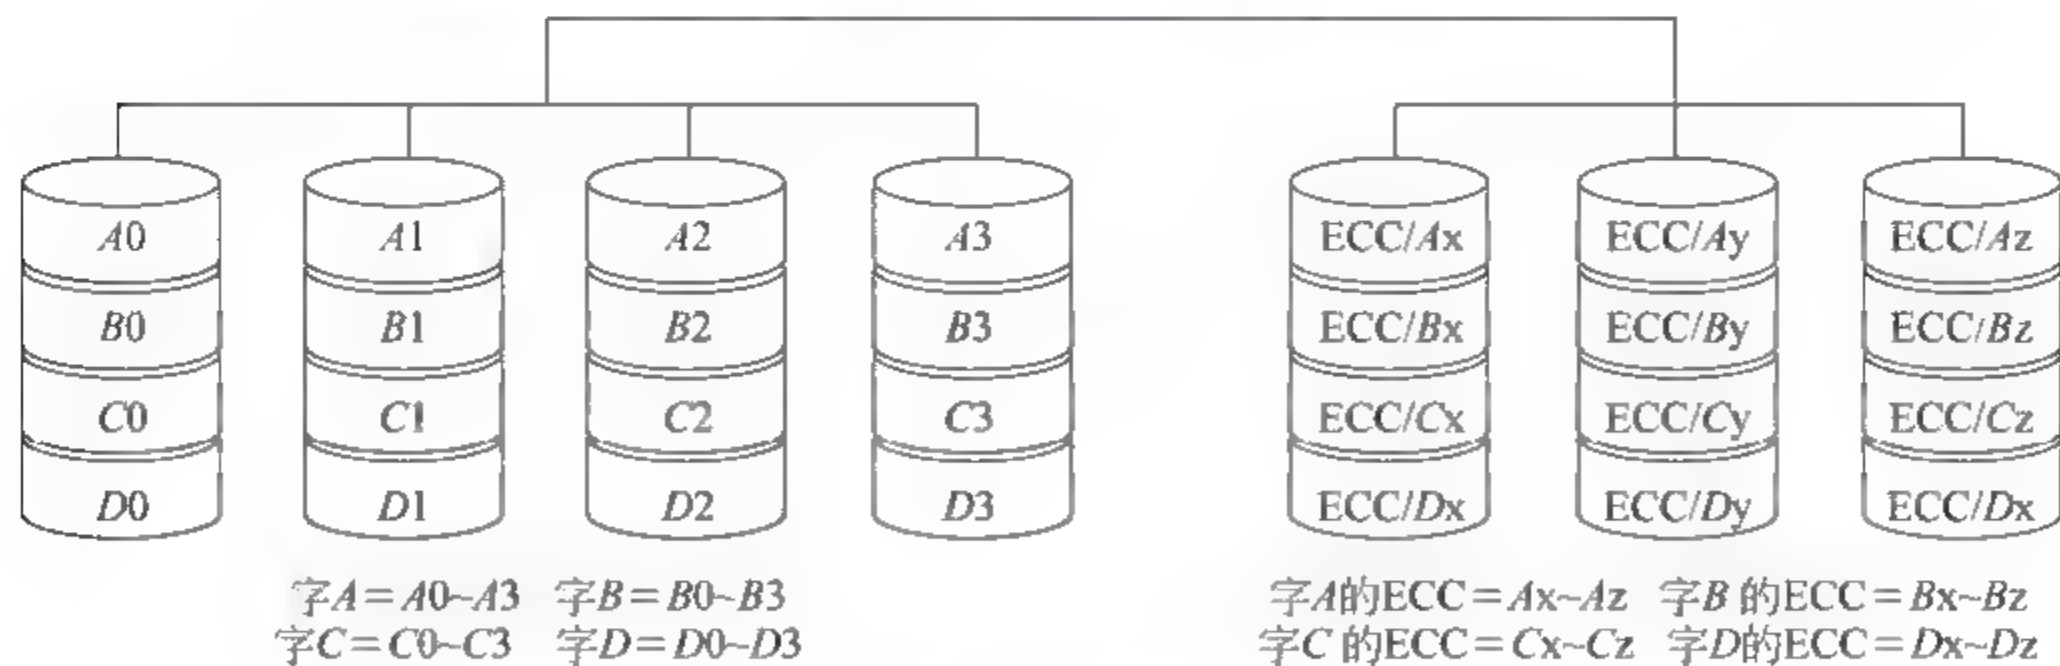 A0 A1 A2 A3 ECC/Ax ECC/Ay ECC/Az
B0 B1 B2 B3 ECC/Bx ECC/By ECC/Bz
C0 C1 C2 C3 ECC/Cx ECC/Cy ECC/Cz
D0 D1 D2 D3 ECC/Dx ECC/Dy ECC/Dx
字A=A0~A3 字B=B0~B3
字C=C0~C3 字D=D0~D3
字A的ECC=Ax~Az 字B的ECC=Bx~Bz
字C的ECC=Cx~Cz 字D的ECC=Dx~Dz